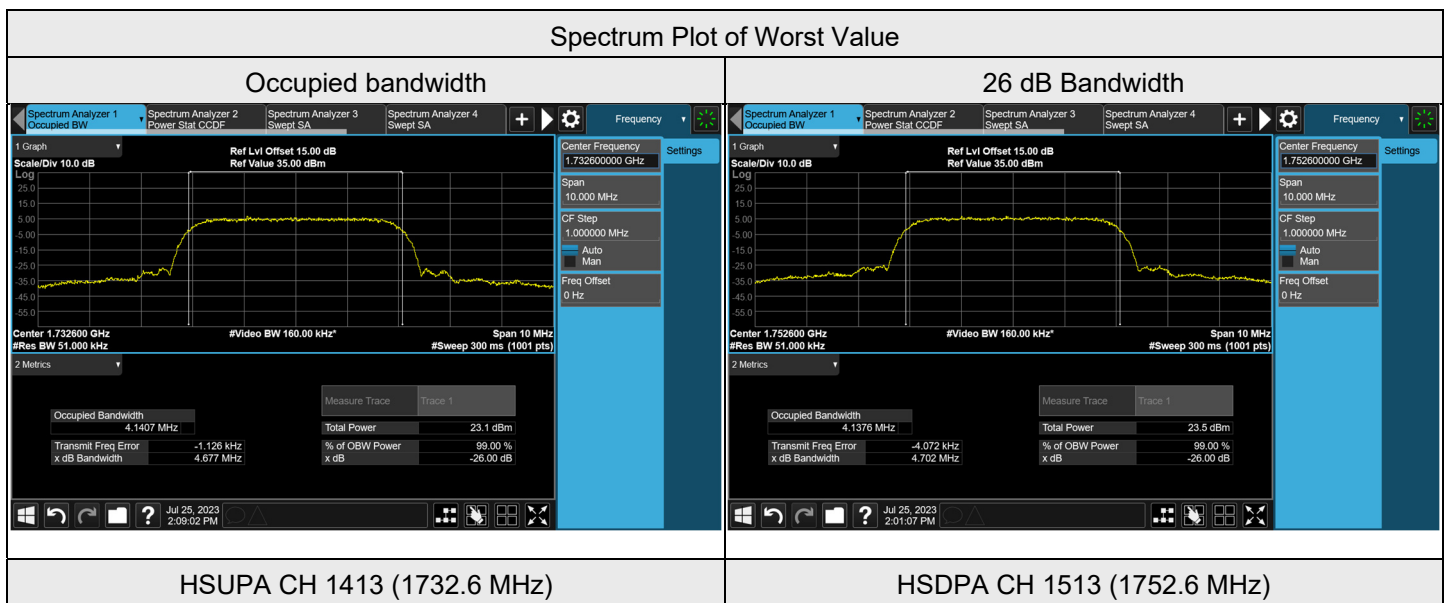 Spectrum Plot of Worst Value
Occupied bandwidth
26 dB Bandwidth
Spectrum Analyzer 1
Occupied BW
Spectrum Analyzer 2
Power Stat CCDF
Spectrum Analyzer 3
Swept SA
Spectrum Analyzer 4
Swept SA
+
Frequency
1 Graph
Scale/Div 10.0 dB
Ref Lvl Offset 15.00 dB
Ref Value 35.00 dBm
Log
25.0
15.0
5.00
-5.00
-15.0
-25.0
-35.0
-45.0
-55.0
Center 1.732600 GHz
#Res BW 51.000 kHz
#Video BW 160.00 kHz*
Span 10 MHz
#Sweep 300 ms (1001 pts)
Center Frequency
1.732600000 GHz
Settings
Span
10.000 MHz
CF Step
1.000000 MHz
Auto
Man
Freq Offset
0 Hz
2 Metrics
Measure Trace Trace 1
Occupied Bandwidth
4.1407 MHz
Total Power 23.1 dBm
Transmit Freq Error -1.126 kHz
% of OBW Power 99.00 %
x dB Bandwidth 4.677 MHz
x dB -26.00 dB
?
Jul 25, 2023
2:09:02 PM
Spectrum Analyzer 1
Occupied BW
Spectrum Analyzer 2
Power Stat CCDF
Spectrum Analyzer 3
Swept SA
Spectrum Analyzer 4
Swept SA
+
Frequency
1 Graph
Scale/Div 10.0 dB
Ref Lvl Offset 15.00 dB
Ref Value 35.00 dBm
Log
25.0
15.0
5.00
-5.00
-15.0
-25.0
-35.0
-45.0
-55.0
Center 1.752600 GHz
#Res BW 51.000 kHz
#Video BW 160.00 kHz*
Span 10 MHz
#Sweep 300 ms (1001 pts)
Center Frequency
1.752600000 GHz
Settings
Span
10.000 MHz
CF Step
1.000000 MHz
Auto
Man
Freq Offset
0 Hz
2 Metrics
Measure Trace Trace 1
Occupied Bandwidth
4.1376 MHz
Total Power 23.5 dBm
Transmit Freq Error -4.072 kHz
% of OBW Power 99.00 %
x dB Bandwidth 4.702 MHz
x dB -26.00 dB
?
Jul 25, 2023
2:01:07 PM
HSUPA CH 1413 (1732.6 MHz)
HSDPA CH 1513 (1752.6 MHz)